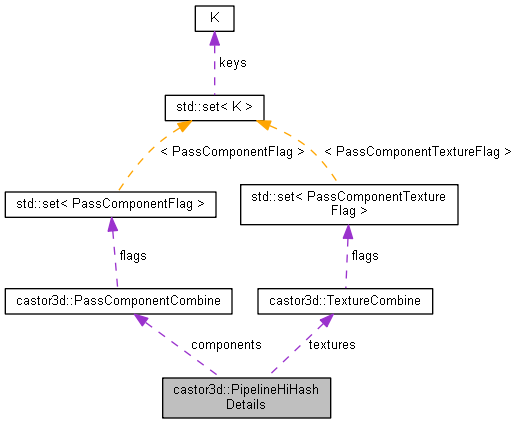 K
keys
std::set< K >
< PassComponentFlag >
< PassComponentTextureFlag >
std::set< PassComponentFlag >
std::set< PassComponentTexture
Flag >
flags
flags
castor3d::PassComponentCombine
castor3d::TextureCombine
components
textures
castor3d::PipelineHiHash
Details